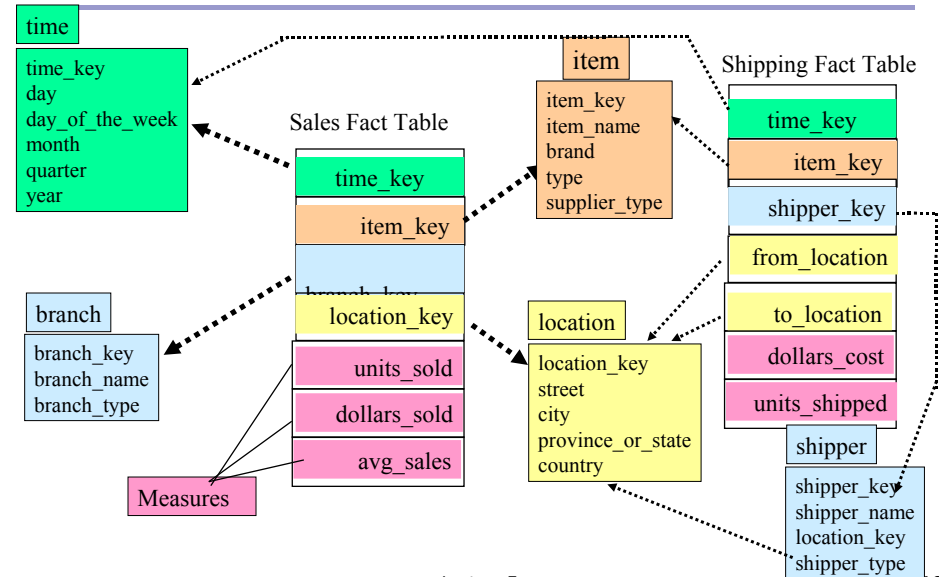 time
time_key
day
day_of_the_week
month
quarter
year
Sales Fact Table
time_key
item_key
branch_key
location_key
units_sold
dollars_sold
avg_sales
Measures
branch
branch_key
branch_name
branch_type
item
item_key
item_name
brand
type
supplier_type
location
location_key
street
city
province_or_state
country
Shipping Fact Table
time_key
item_key
shipper_key
from_location
to_location
dollars_cost
units_shipped
shipper
shipper_key
shipper_name
location_key
shipper_type